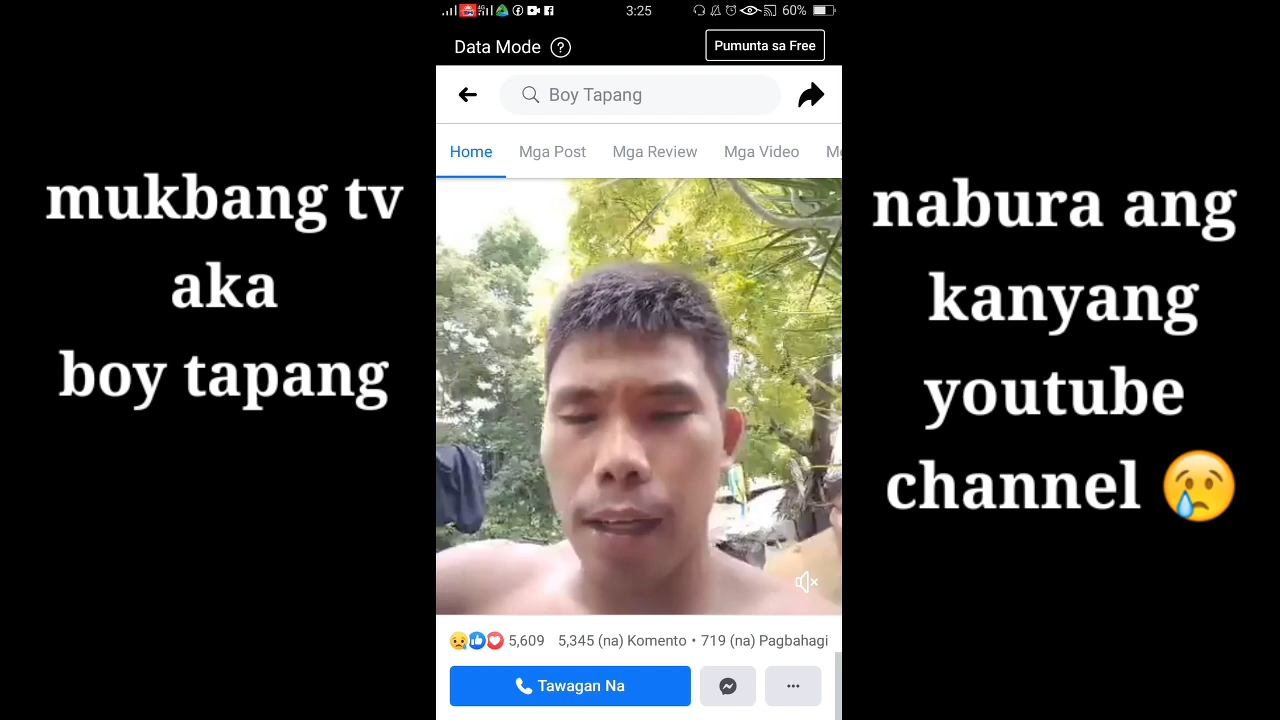 3:25
60%
Data Mode ?
Pumunta sa Free
Boy Tapang
Home Mga Post Mga Review Mga Video
mukbang tv
aka
boy tapang
nabura ang
kanyang
youtube
channel 😢
5,609 5,345 (na) Komento • 719 (na) Pagbahagi
Tawagan Na